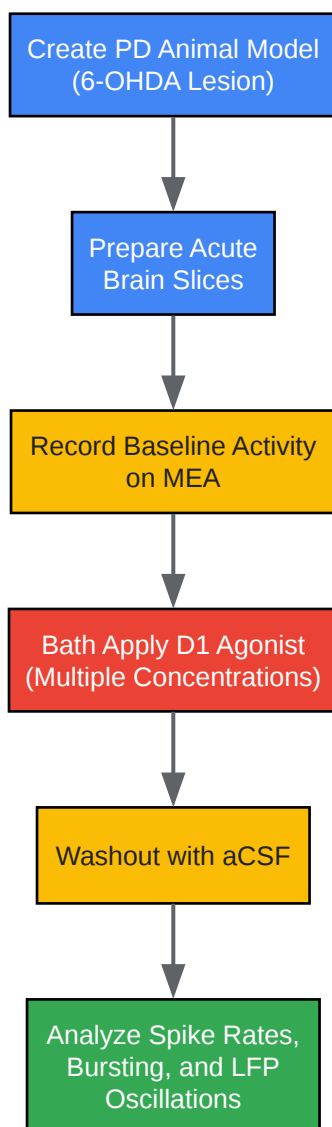 Create PD Animal Model
(6-OHDA Lesion)
Prepare Acute
Brain Slices
Record Baseline Activity
on MEA
Bath Apply D1 Agonist
(Multiple Concentrations)
Washout with aCSF
Analyze Spike Rates,
Bursting, and LFP
Oscillations